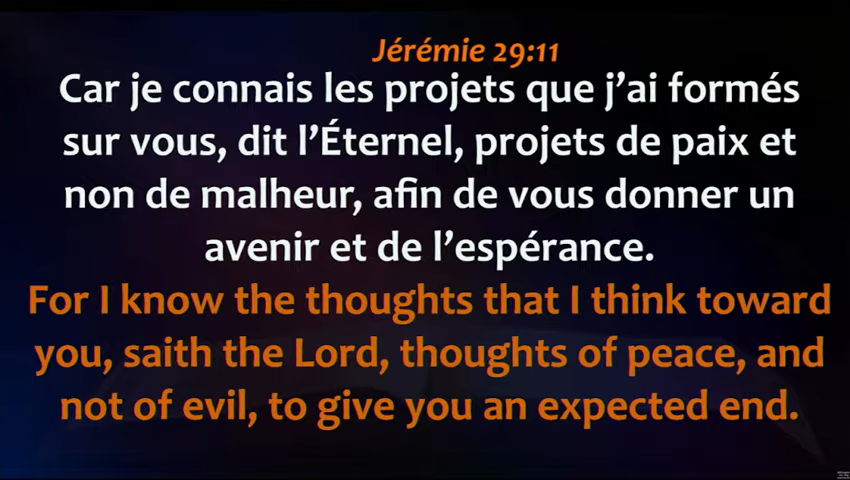 Jérémie 29:11
Car je connais les projets que j’ai formés
sur vous, dit l’Éternel, projets de paix et
non de malheur, afin de vous donner un
avenir et de l’espérance.
For I know the thoughts that I think toward
you, saith the Lord, thoughts of peace, and
not of evil, to give you an expected end.